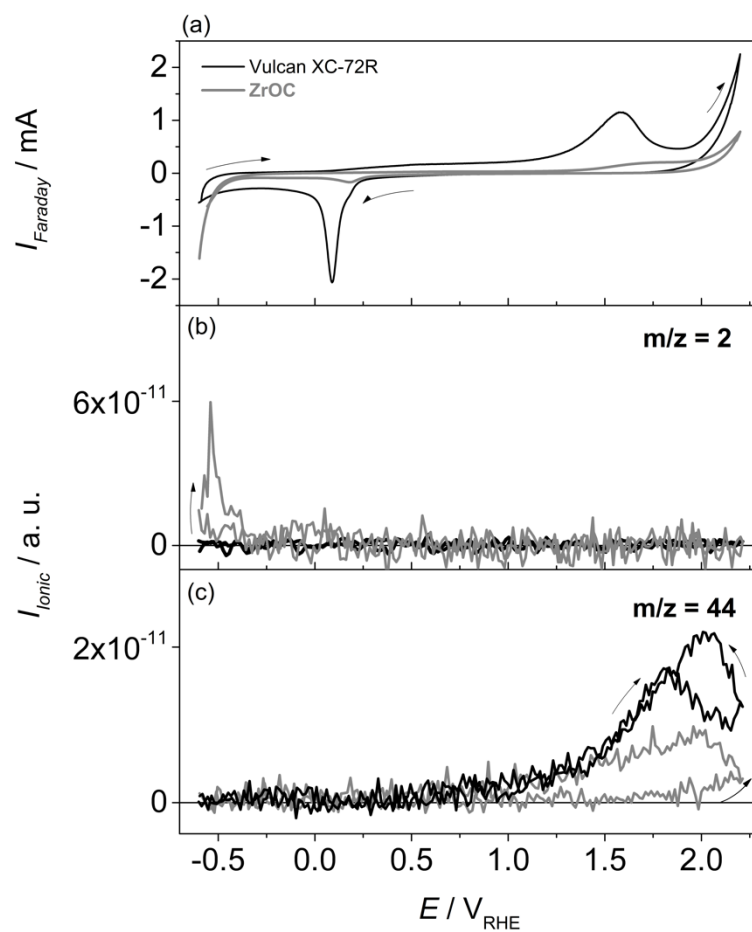 (a)
Vulcan XC-72R
ZrOC
2
1
0
-1
-2
I_Faraday / mA
(b)
m/z = 2
6x10^-11
0
I_Ionic / a. u.
(c)
m/z = 44
2x10^-11
0
-0.5 0.0 0.5 1.0 1.5 2.0
E / V_RHE